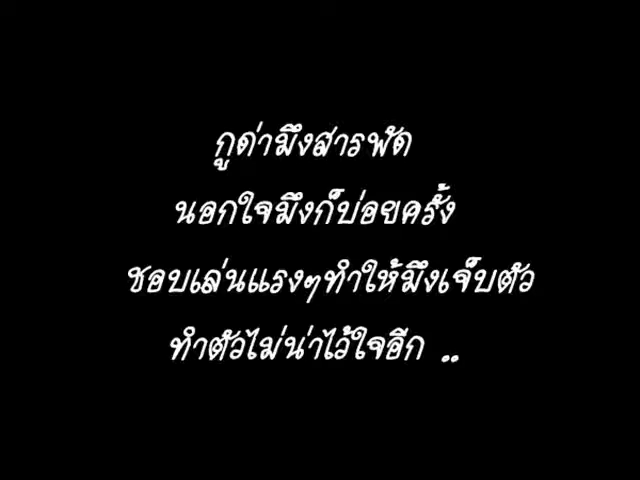 กูด่ามึงสารพัด
นอกใจมึงก็บ่อยครั้ง
ชอบเล่นแรงๆทำให้มึงเจ็บตัว
ทำตัวไม่น่าไว้ใจอีก ..